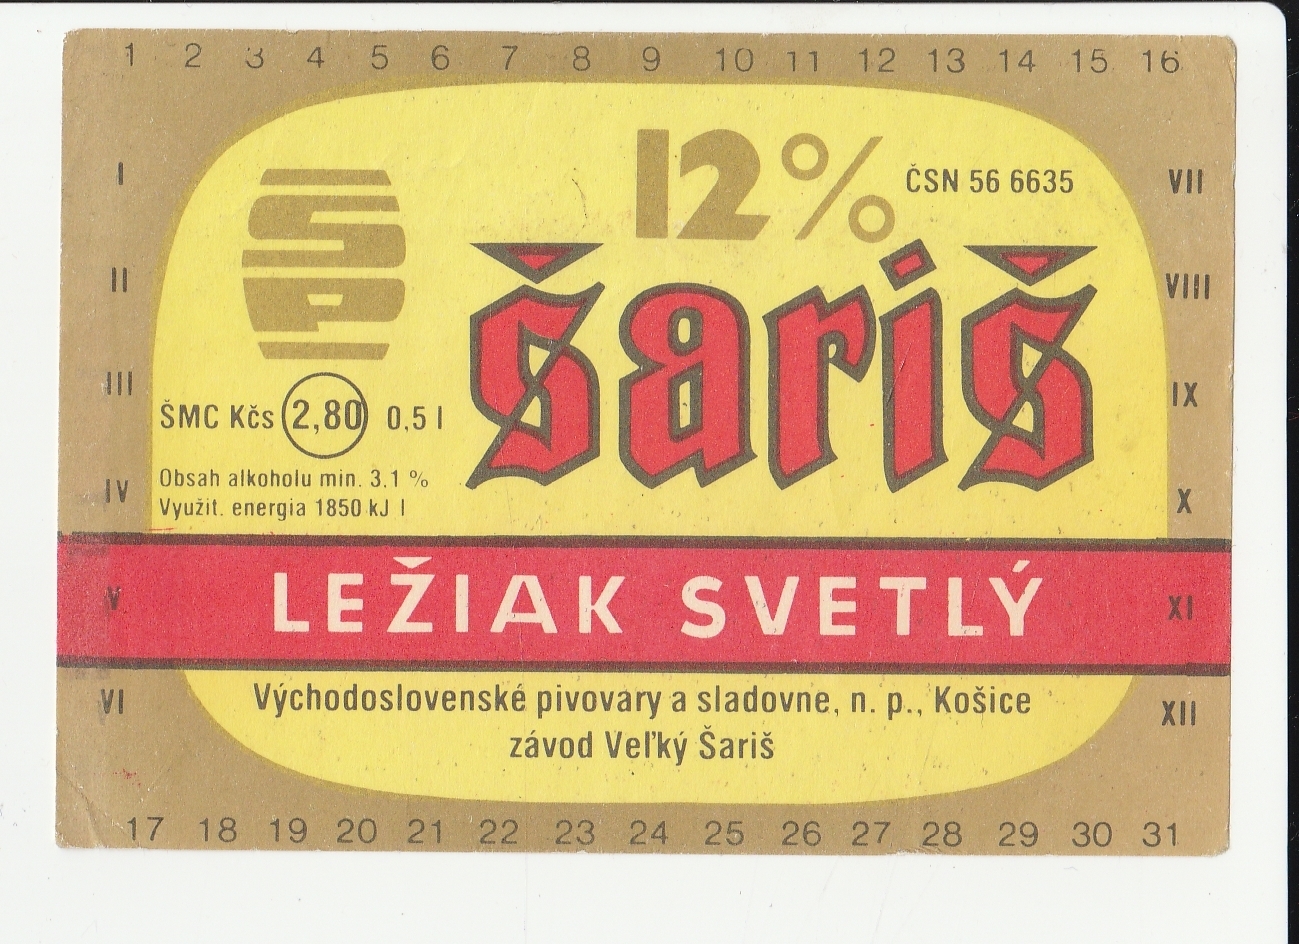 1 2 3 4 5 6 7 8 9 10 11 12 13 14 15 16
12% ČSN 56 6635
I VII
SP
II VIII
šariš
III IX
ŠMC Kčs 2,80 0,5 l
Obsah alkoholu min. 3.1 %
IV X
Využit. energia 1850 kJ l
V LEŽIAK SVETLÝ XI
VI XII
Východoslovenské pivovary a sladovne, n. p., Košice
závod Veľký Šariš
17 18 19 20 21 22 23 24 25 26 27 28 29 30 31